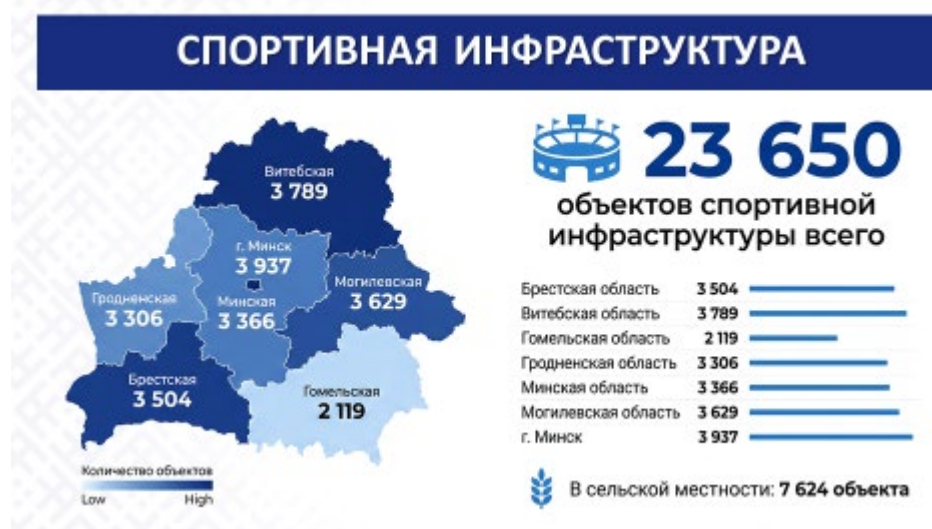 СПОРТИВНАЯ ИНФРАСТРУКТУРА
Витебская
3 789
г. Минск
3 937
Могилевская
3 629
Гродненская
3 306
Минская
3 366
Брестская
3 504
Гомельская
2 119
Количество объектов
Low High
23 650
объектов спортивной
инфраструктуры всего
Брестская область 3 504
Витебская область 3 789
Гомельская область 2 119
Гродненская область 3 306
Минская область 3 366
Могилевская область 3 629
г. Минск 3 937
В сельской местности: 7 624 объекта